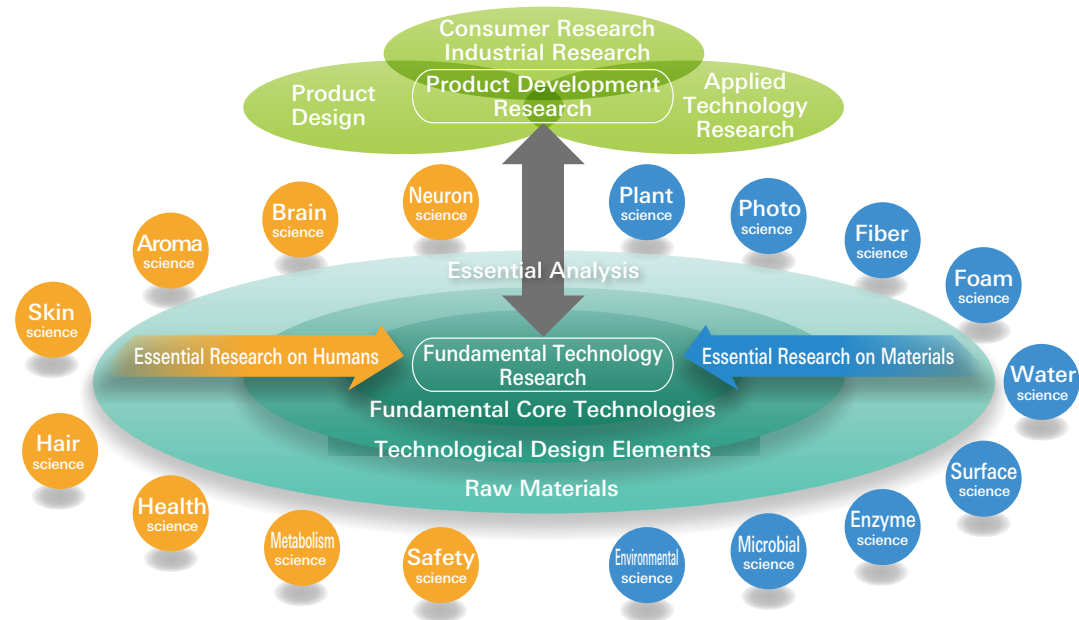 Consumer Research
Industrial Research
Product Development
Research
Product
Design
Applied
Technology
Research
Neuron
science
Plant
science
Brain
science
Photo
science
Aroma
science
Fiber
science
Essential Analysis
Foam
science
Skin
science
Essential Research on Humans
Fundamental Technology
Research
Essential Research on Materials
Water
science
Fundamental Core Technologies
Hair
science
Technological Design Elements
Surface
science
Raw Materials
Health
science
Enzyme
science
Metabolism
science
Microbial
science
Safety
science
Environmental
science